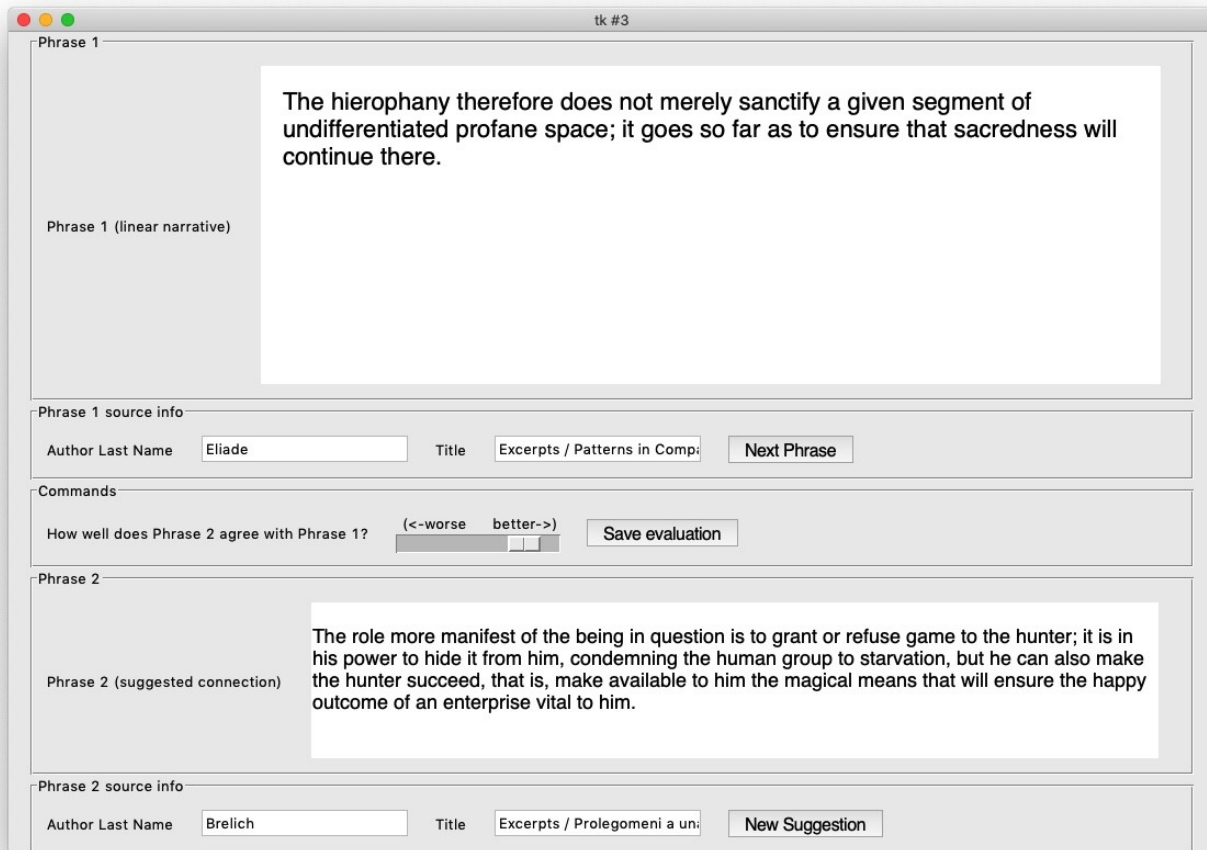 tk #3
Phrase 1
The hierophany therefore does not merely sanctify a given segment of
undifferentiated profane space; it goes so far as to ensure that sacredness will
continue there.
Phrase 1 (linear narrative)
Phrase 1 source info
Author Last Name Eliade Title Excerpts / Patterns in Compa Next Phrase
Commands
(<-worse better->)
How well does Phrase 2 agree with Phrase 1? Save evaluation
Phrase 2
The role more manifest of the being in question is to grant or refuse game to the hunter; it is in
his power to hide it from him, condemning the human group to starvation, but he can also make
the hunter succeed, that is, make available to him the magical means that will ensure the happy
outcome of an enterprise vital to him.
Phrase 2 (suggested connection)
Phrase 2 source info
Author Last Name Brelich Title Excerpts / Prolegomeni a una New Suggestion